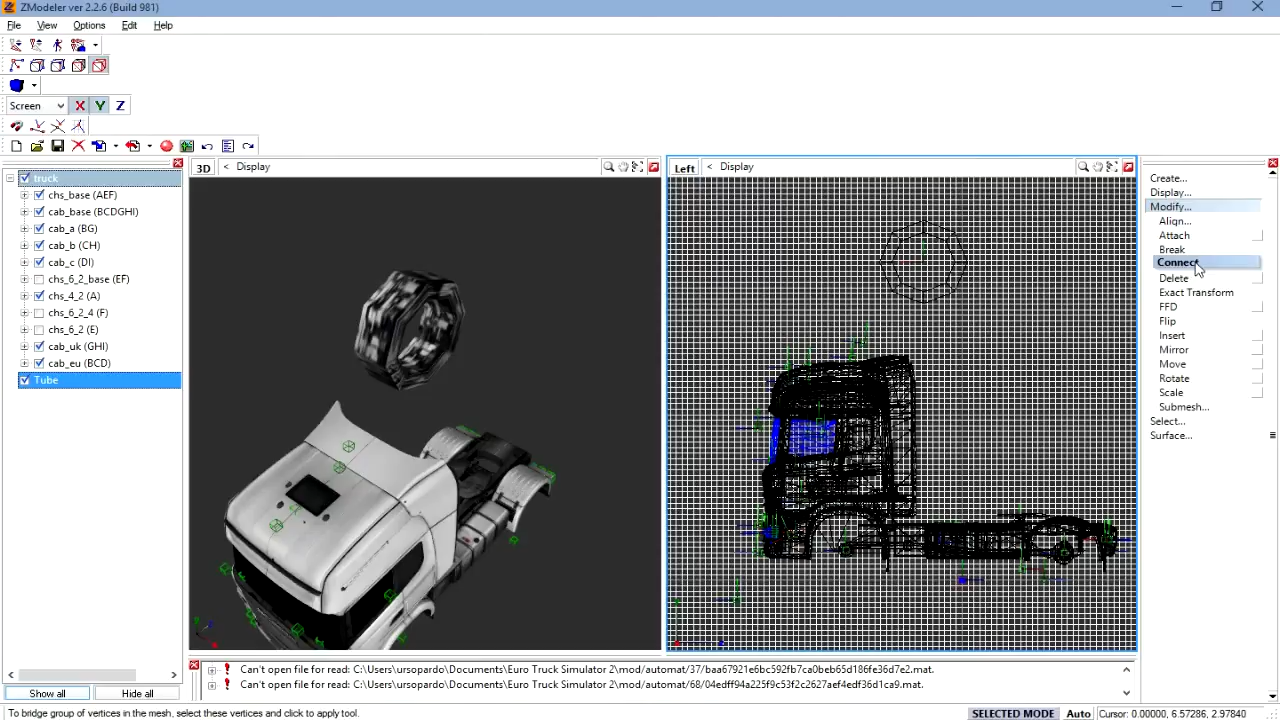 ZModeler ver 2.2.6 (Build 981)
File View Options Edit Help
Screen X Y Z
truck
chs_base (AEF)
cab_base (BCDGHI)
cab_a (BG)
cab_b (CH)
cab_c (DI)
chs_6_2_base (EF)
chs_4_2 (A)
chs_6_2_4 (F)
chs_6_2 (E)
cab_uk (GHI)
cab_eu (BCD)
Tube
Show all Hide all
3D < Display
Left < Display
Create...
Display...
Modify...
Align...
Attach
Break
Connect
Delete
Exact Transform
FFD
Flip
Insert
Mirror
Move
Rotate
Scale
Submesh...
Select...
Surface...
Can't open file for read: C:\Users\ursopardo\Documents\Euro Truck Simulator 2\mod/automat/37/baa67921e6bc592fb7ca0beb65d186fe36d7e2.mat.
Can't open file for read: C:\Users\ursopardo\Documents\Euro Truck Simulator 2\mod/automat/68/04edff94a225f9c53f2c2627aef4edf36d1ca9.mat.
To bridge group of vertices in the mesh, select these vertices and click to apply tool.
SELECTED MODE Auto Cursor: 0.00000, 6.57286, 2.97840